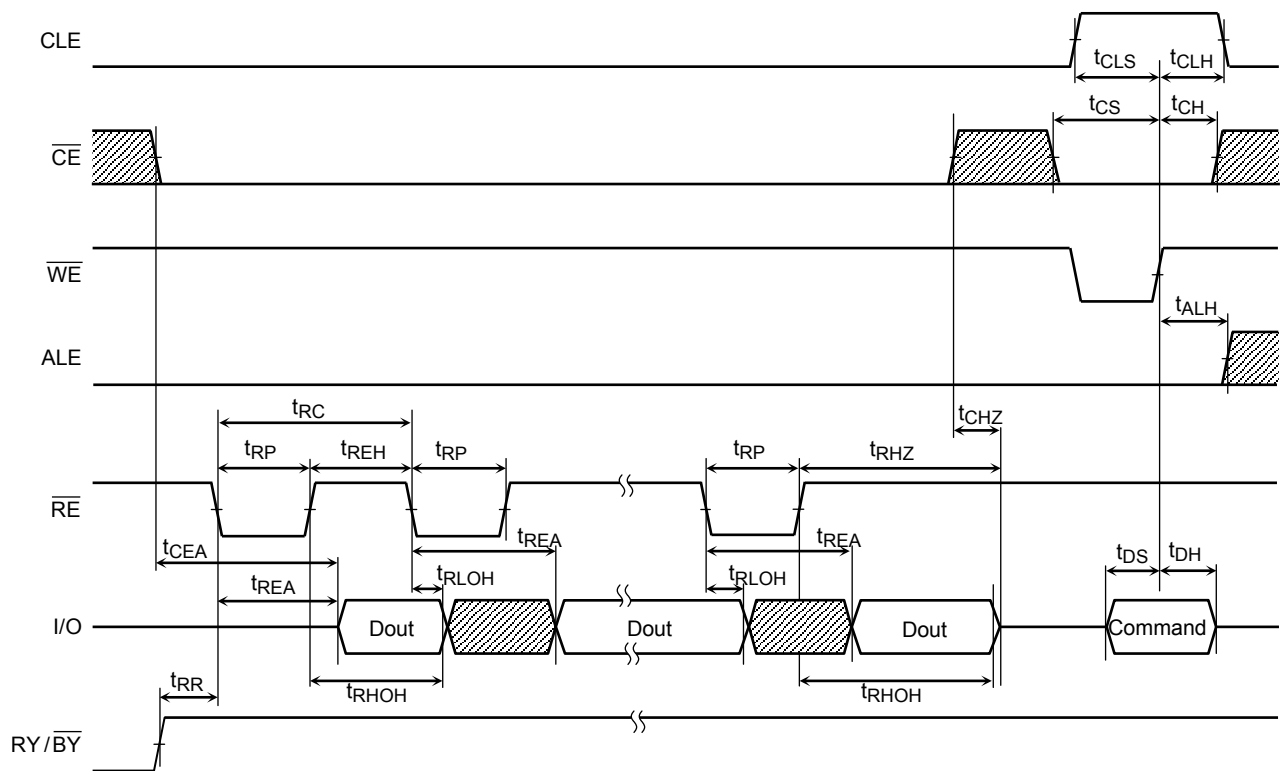 CLE
tCLS tCLH
tCS tCH
CE
WE
tALH
ALE
tRC
tCHZ
tRP tREH tRP tRP tRHZ
RE
tCEA tREA tREA tDS tDH
tREA tRLOH tRLOH
I/O Dout Dout Dout Command
tRR tRHOH tRHOH
RY/BY